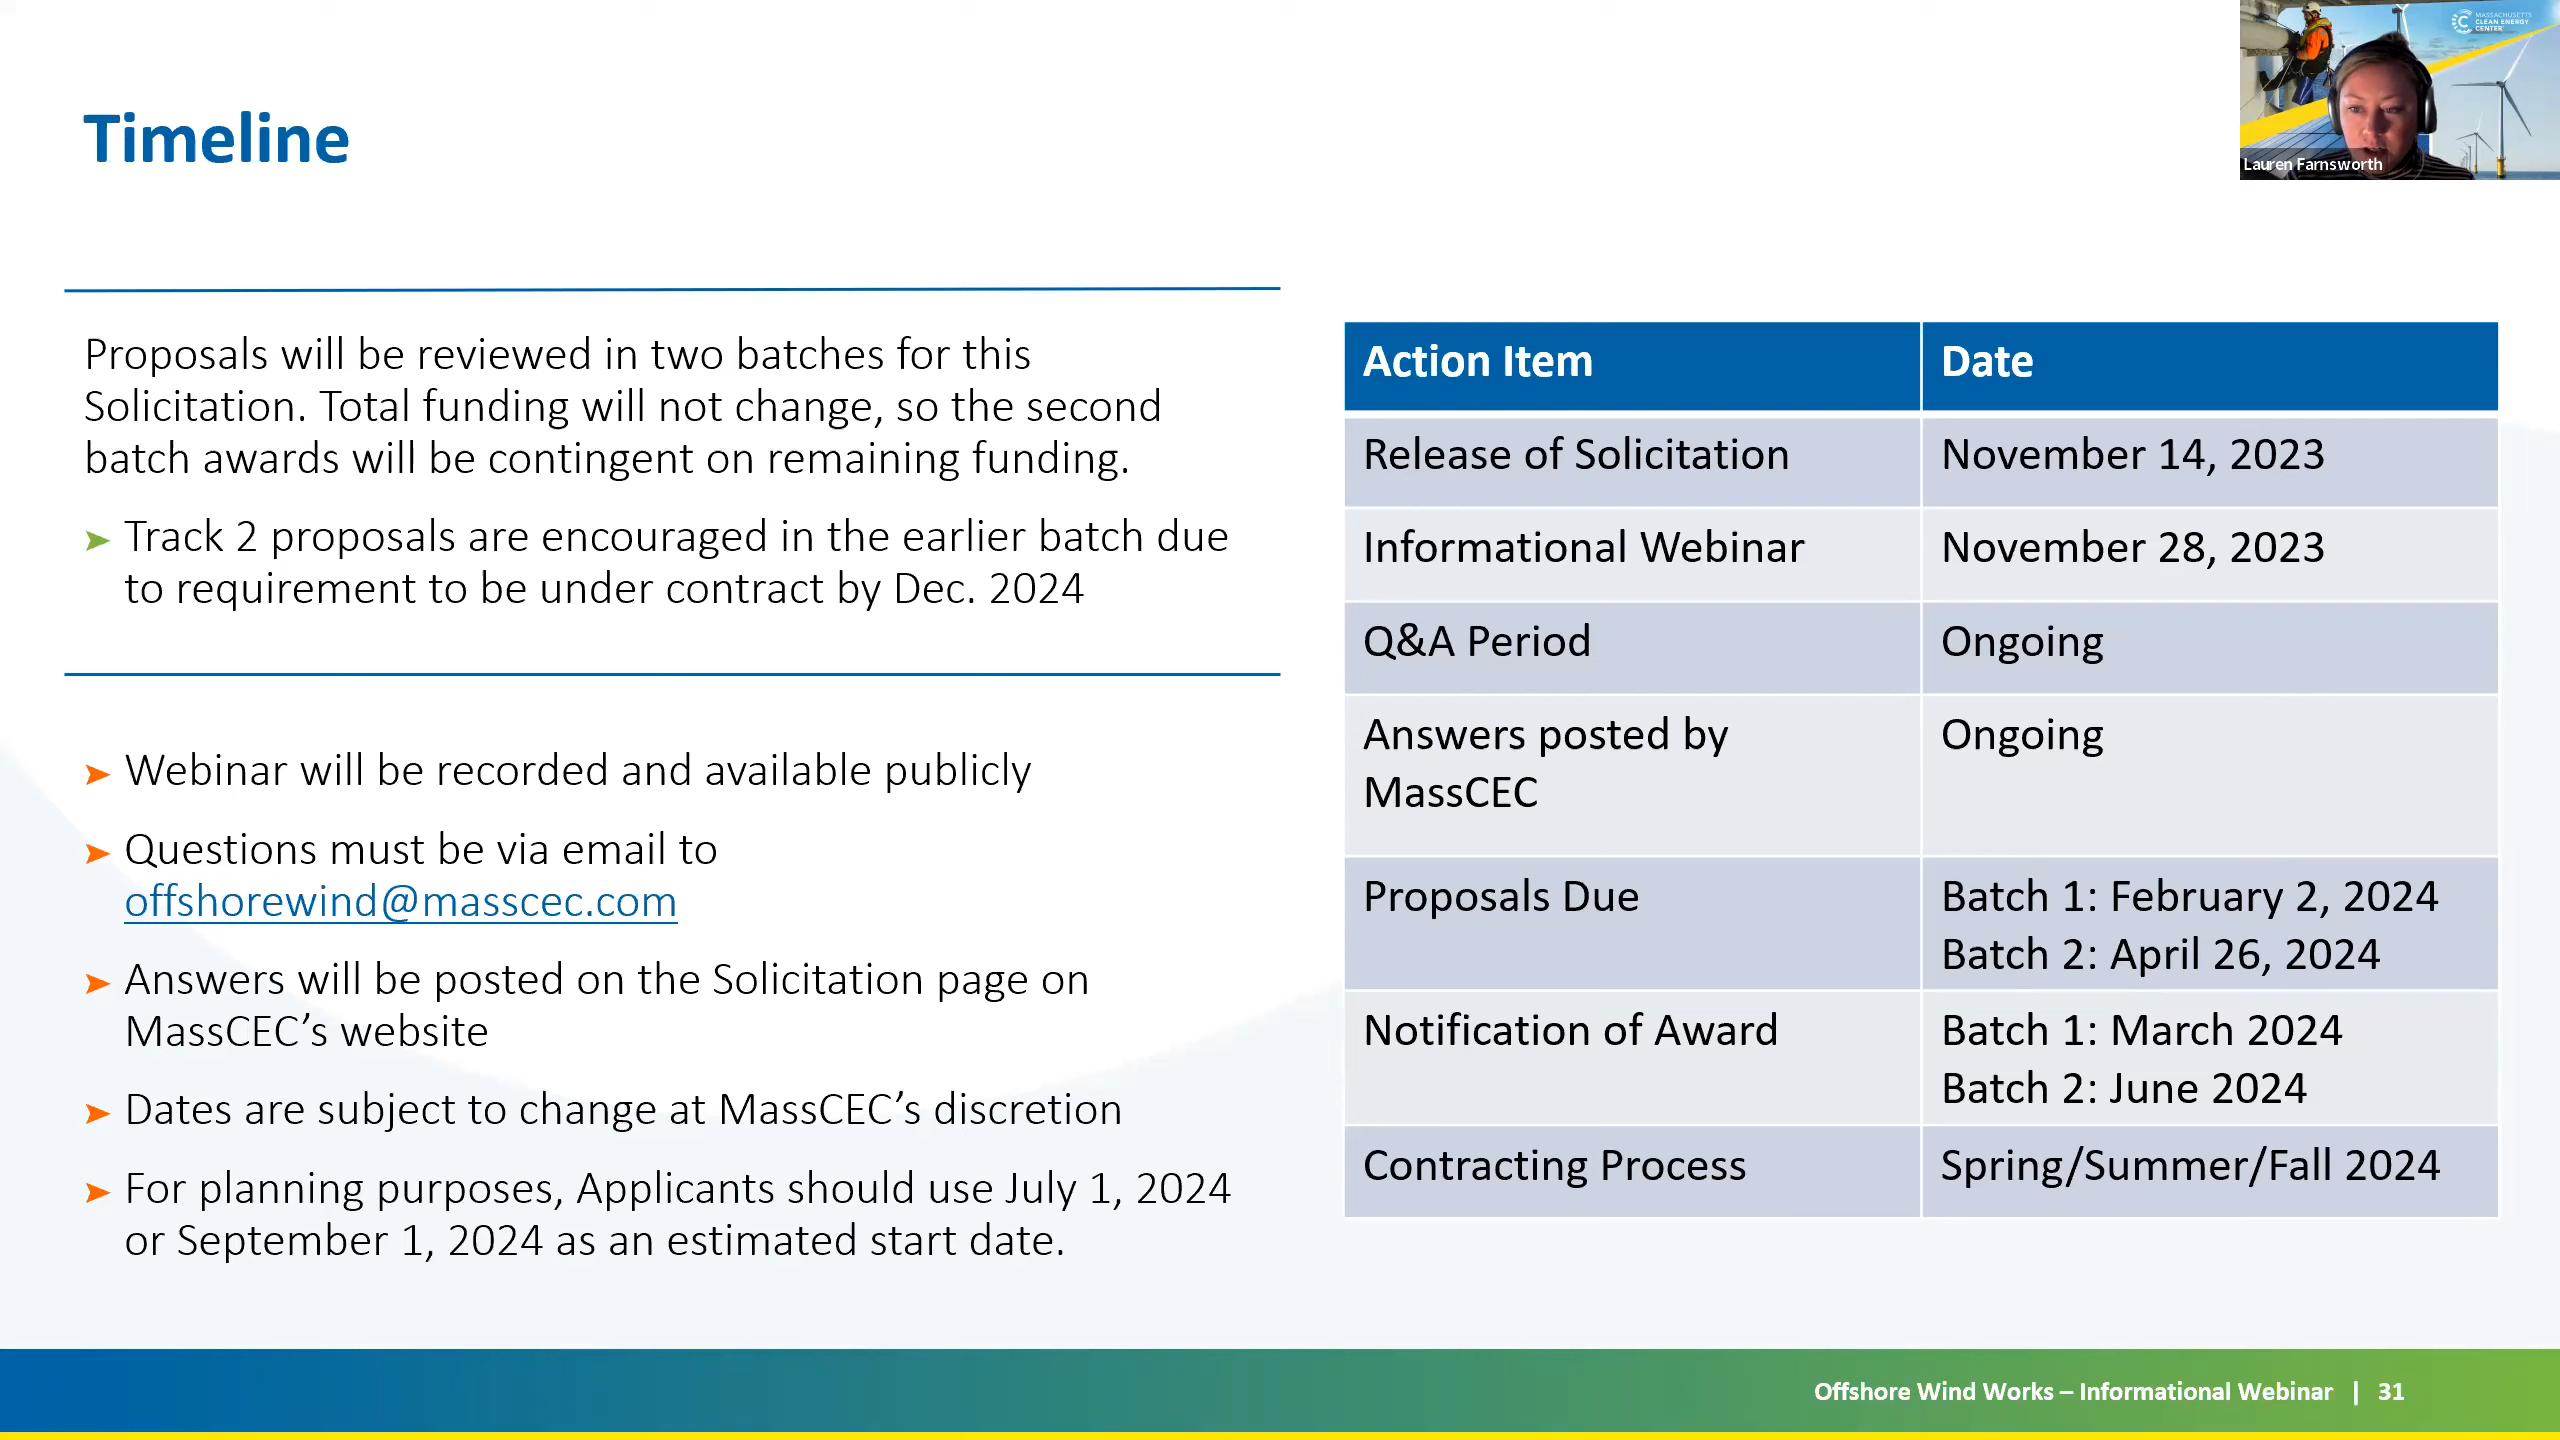 MASSACHUSETTS
CLEAN ENERGY
CENTER
Lauren Farnsworth
Timeline
Proposals will be reviewed in two batches for this
Solicitation. Total funding will not change, so the second
batch awards will be contingent on remaining funding.
Track 2 proposals are encouraged in the earlier batch due
to requirement to be under contract by Dec. 2024
Webinar will be recorded and available publicly
Questions must be via email to
offshorewind@masscec.com
Answers will be posted on the Solicitation page on
MassCEC’s website
Dates are subject to change at MassCEC’s discretion
For planning purposes, Applicants should use July 1, 2024
or September 1, 2024 as an estimated start date.
Action Item Date
Release of Solicitation November 14, 2023
Informational Webinar November 28, 2023
Q&A Period Ongoing
Answers posted by Ongoing
MassCEC
Proposals Due Batch 1: February 2, 2024
Batch 2: April 26, 2024
Notification of Award Batch 1: March 2024
Batch 2: June 2024
Contracting Process Spring/Summer/Fall 2024
Offshore Wind Works – Informational Webinar | 31